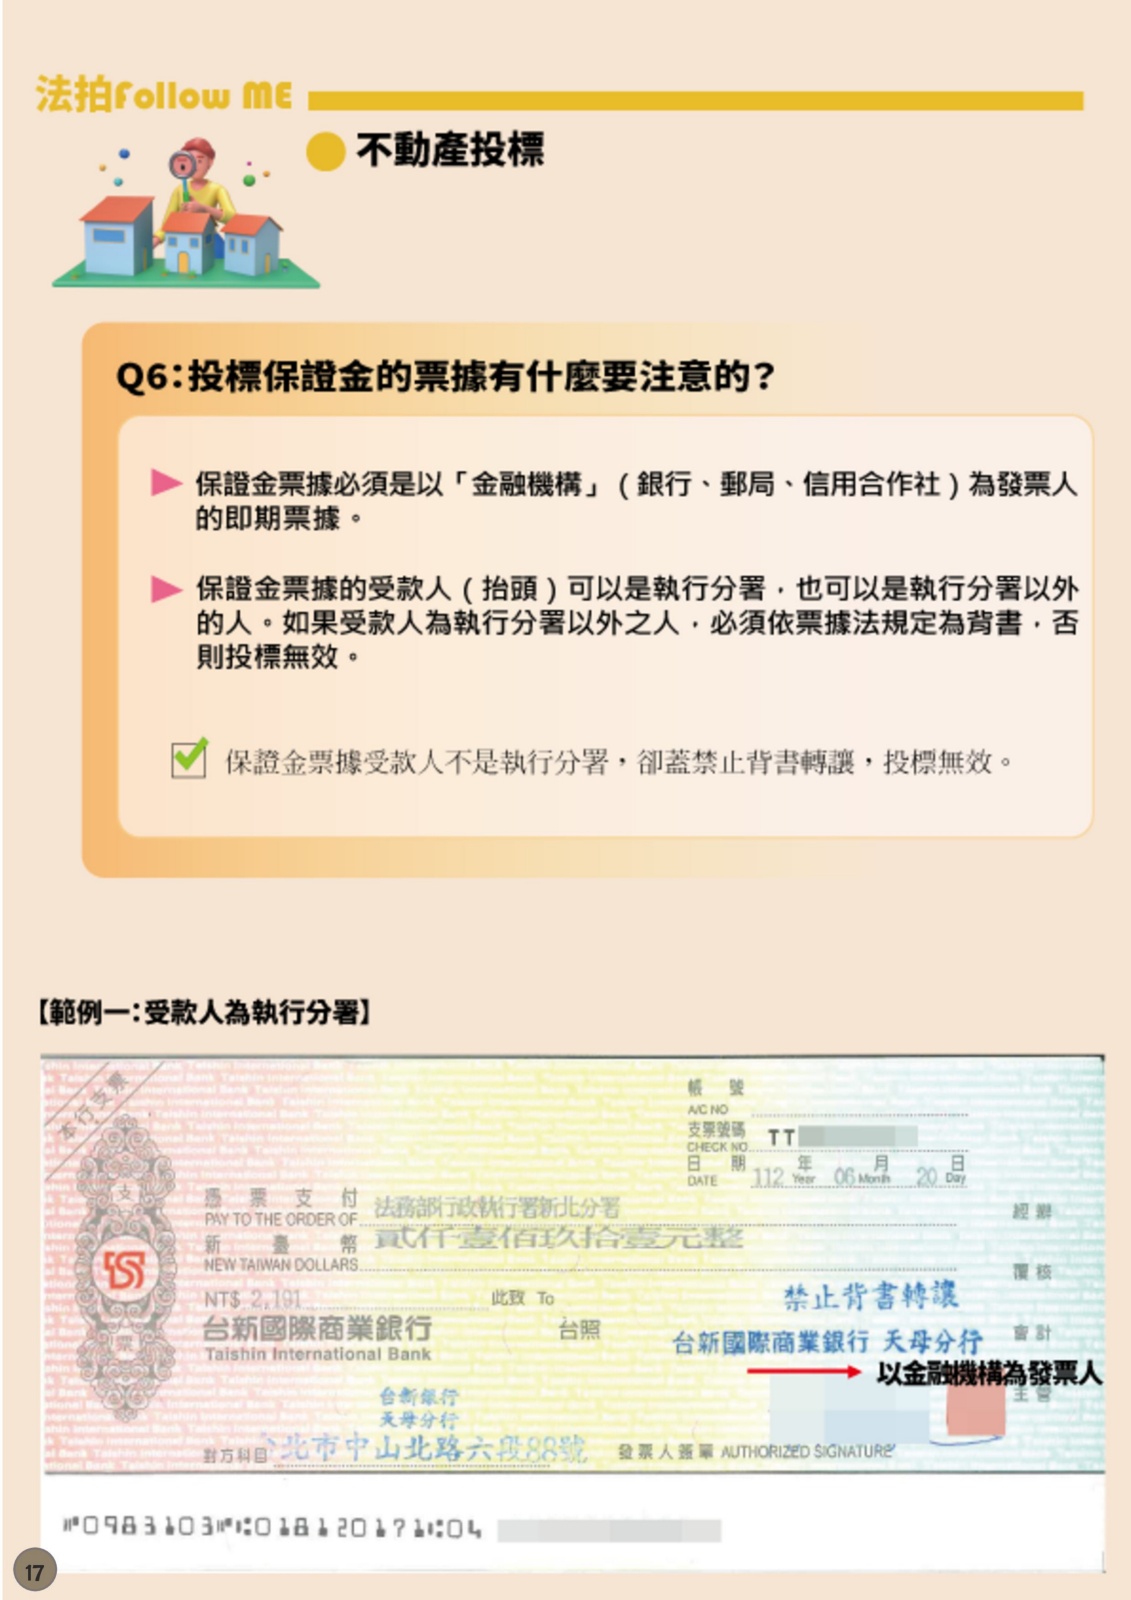 法拍Follow ME
不動產投標
Q6:投標保證金的票據有什麼要注意的?
保證金票據必須是以「金融機構」(銀行、郵局、信用合作社)為發票人
的即期票據。
保證金票據的受款人(抬頭)可以是執行分署,也可以是執行分署以外
的人。如果受款人為執行分署以外之人,必須依票據法規定為背書,否
則投標無效。
保證金票據受款人不是執行分署,卻蓋禁止背書轉讓,投標無效。
【範例一:受款人為執行分署】
本行支票
帳 號
A/C NO
支票號碼 TT
CHECK NO
日 期 112 年 06 月 20 日
DATE Year Month Day
支
票
憑票支付 法務部行政執行署新北分署
PAY TO THE ORDER OF
新臺幣 貳仟壹佰玖拾壹元整
NEW TAIWAN DOLLARS
NT$ 2,191 此致 To
台新國際商業銀行 台照
Taishin International Bank
經辦
覆核
會計
主管
禁止背書轉讓
台新國際商業銀行 天母分行
以金融機構為發票人
台新銀行
天母分行
對方科目 北市中山北路六段88號
發票人簽單 AUTHORIZED SIGNATURE
⑈0983103⑈⑆018120171⑆04
17